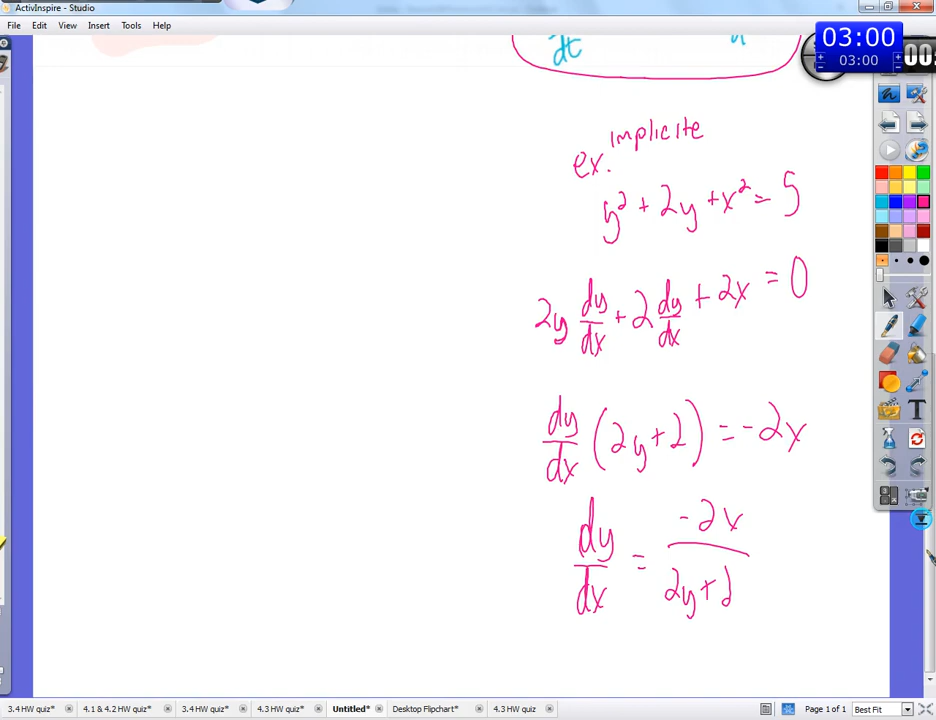 ActivInspire - Studio
File Edit View Insert Tools Help
03:00
03:00
00
dt
ex. implicite
y² + 2y + x² = 5
2y dy/dx + 2 dy/dx + 2x = 0
dy/dx (2y+2) = -2x
dy/dx = -2x/2y+2
3.4 HW quiz* 4.1 & 4.2 HW quiz* 3.4 HW quiz* 4.3 HW quiz* Untitled* Desktop Flipchart* 4.3 HW quiz Page 1 of 1 Best Fit